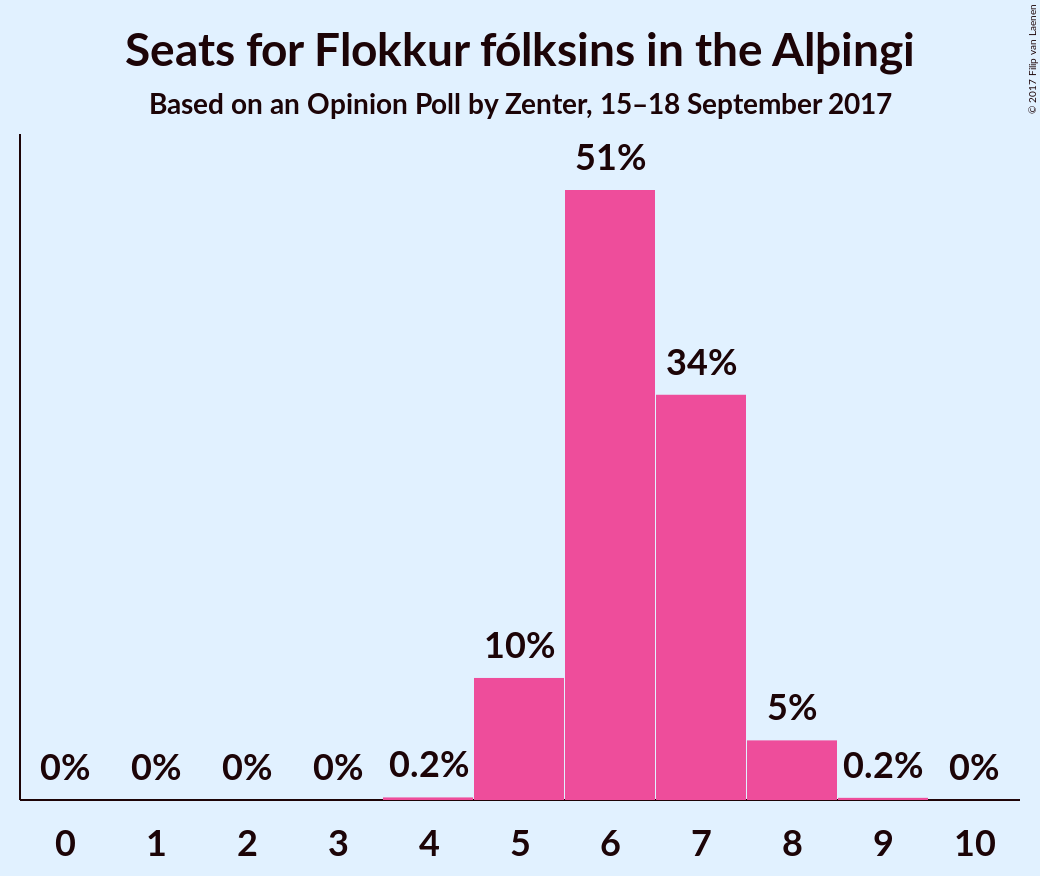 Seats for Flokkur fólksins in the Alþingi
Based on an Opinion Poll by Zenter, 15–18 September 2017
© 2017 Filip van Laenen
51%
34%
10%
5%
0% 0% 0% 0% 0.2% 0.2% 0%
0 1 2 3 4 5 6 7 8 9 10